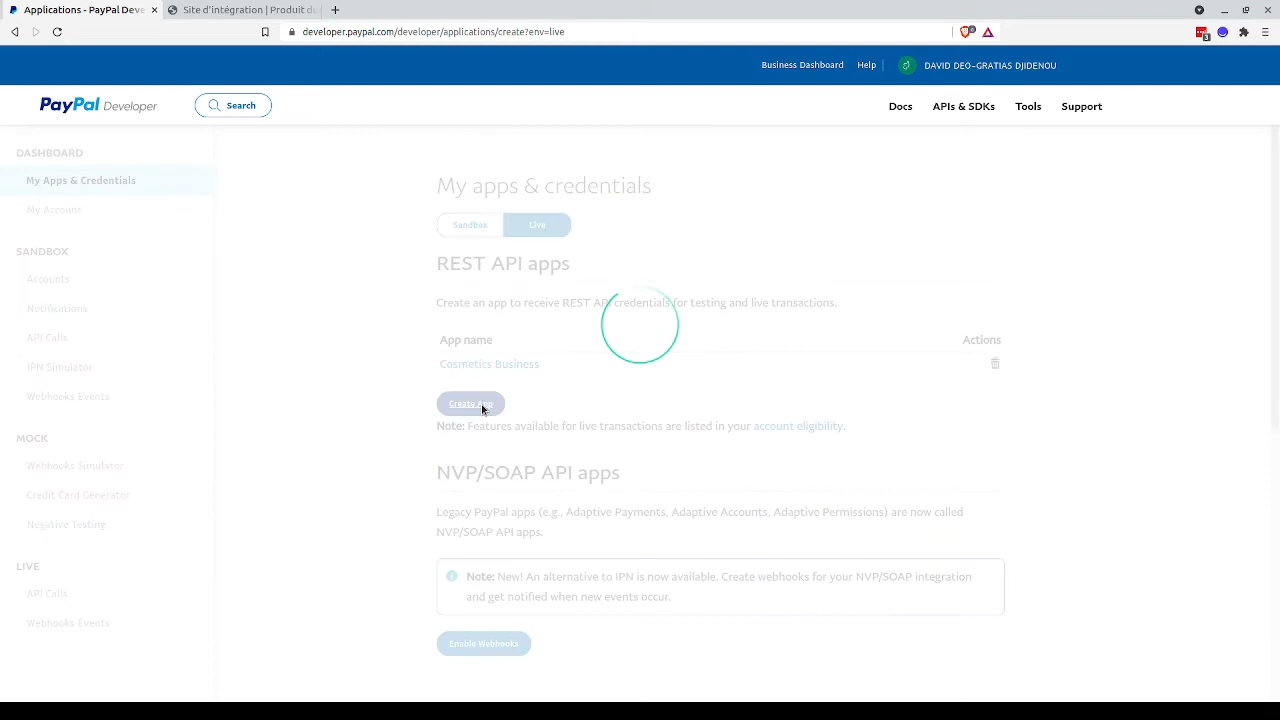 Applications - PayPal Deve
Site d'intégration | Produit du
developer.paypal.com/developer/applications/create?env=live
3
Business Dashboard
Help
DAVID DEO-GRATIAS DJIDENOU
PayPal Developer
Search
Docs
APIs & SDKs
Tools
Support
DASHBOARD
My Apps & Credentials
My Account
SANDBOX
Accounts
Notifications
API Calls
IPN Simulator
Webhooks Events
MOCK
Webhooks Simulator
Credit Card Generator
Negative Testing
LIVE
API Calls
Webhooks Events
My apps & credentials
Sandbox
Live
REST API apps
Create an app to receive REST API credentials for testing and live transactions.
App name
Actions
Cosmetics Business
Create App
Note: Features available for live transactions are listed in your account eligibility.
NVP/SOAP API apps
Legacy PayPal apps (e.g., Adaptive Payments, Adaptive Accounts, Adaptive Permissions) are now called
NVP/SOAP API apps.
Note: New! An alternative to IPN is now available. Create webhooks for your NVP/SOAP integration
and get notified when new events occur.
Enable Webhooks